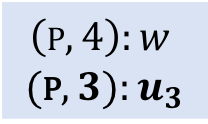 (P, 4): w
(P, 3): u₃